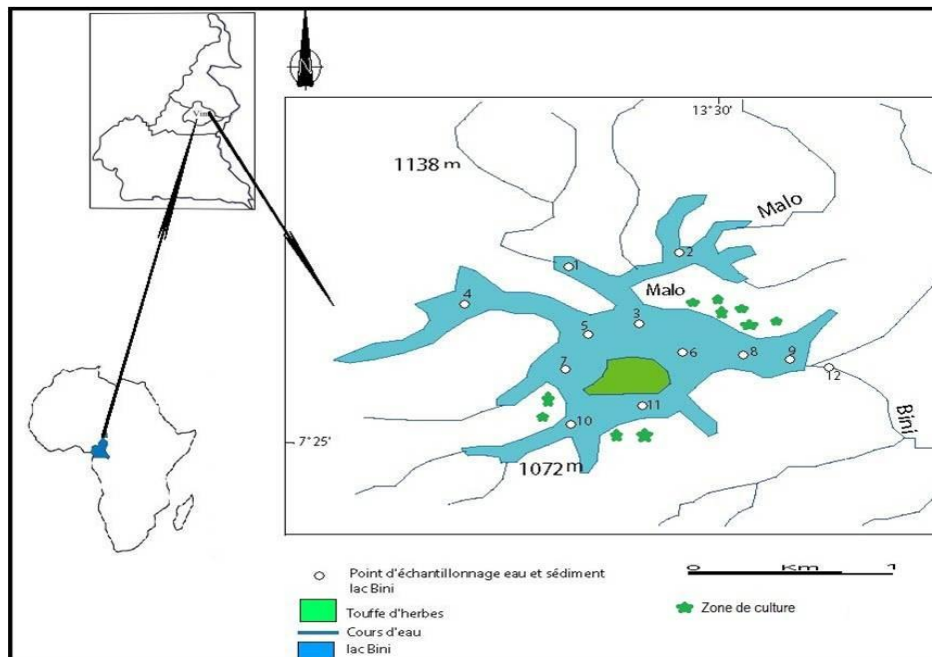 N
13°30'
1138 m
Malo
1
2
4
Malo
3
5
6
8
9
7
12
11
10
Bini
7°25'
1072 m
Point d'échantillonnage eau et sédiment
lac Bini
Touffe d'herbes
Cours d'eau
lac Bini
0 Km 1
Zone de culture